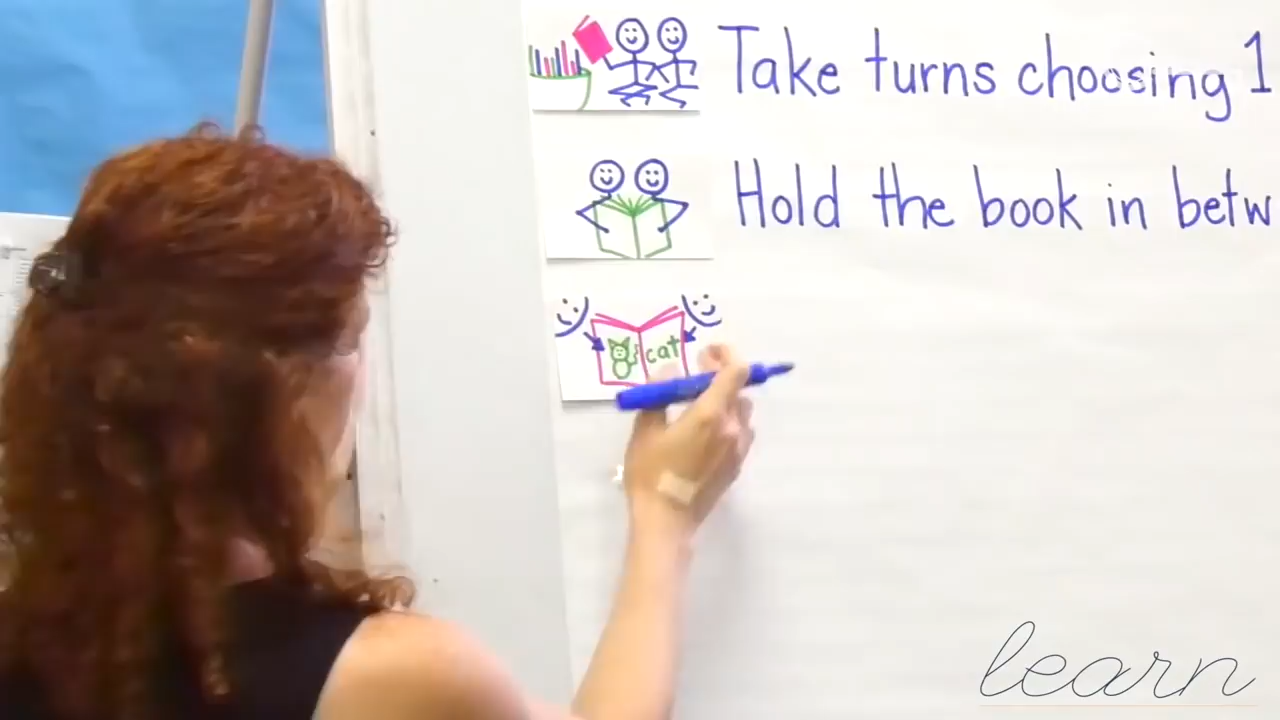 Take turns choosing 1
Hold the book in betw
cat
learn